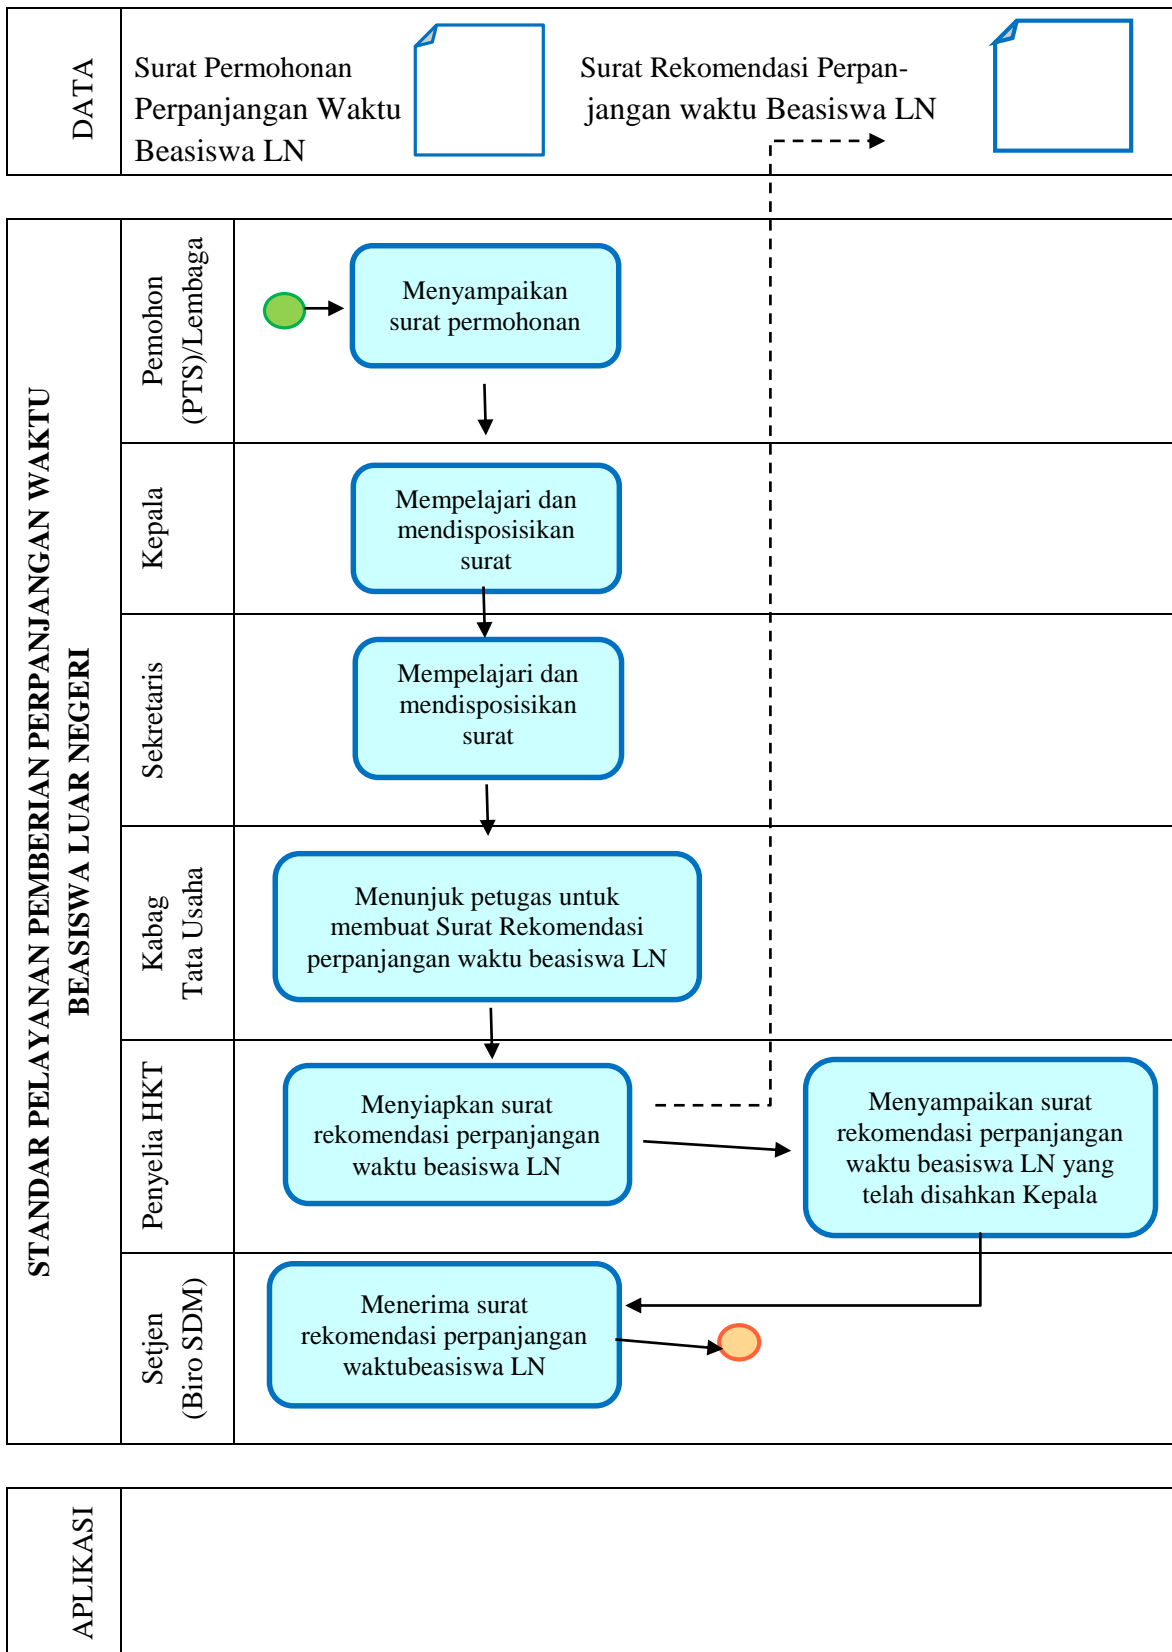 DATA
Surat Permohonan
Perpanjangan Waktu
Beasiswa LN
Surat Rekomendasi Perpan-
jangan waktu Beasiswa LN
STANDAR PELAYANAN PEMBERIAN PERPANJANGAN WAKTU
BEASISWA LUAR NEGERI
Pemohon
(PTS)/Lembaga
Menyampaikan
surat permohonan
Kepala
Mempelajari dan
mendisposisikan
surat
Sekretaris
Mempelajari dan
mendisposisikan
surat
Kabag
Tata Usaha
Menunjuk petugas untuk
membuat Surat Rekomendasi
perpanjangan waktu beasiswa LN
Penyelia HKT
Menyiapkan surat
rekomendasi perpanjangan
waktu beasiswa LN
Menyampaikan surat
rekomendasi perpanjangan
waktu beasiswa LN yang
telah disahkan Kepala
Setjen
(Biro SDM)
Menerima surat
rekomendasi perpanjangan
waktubeasiswa LN
APLIKASI